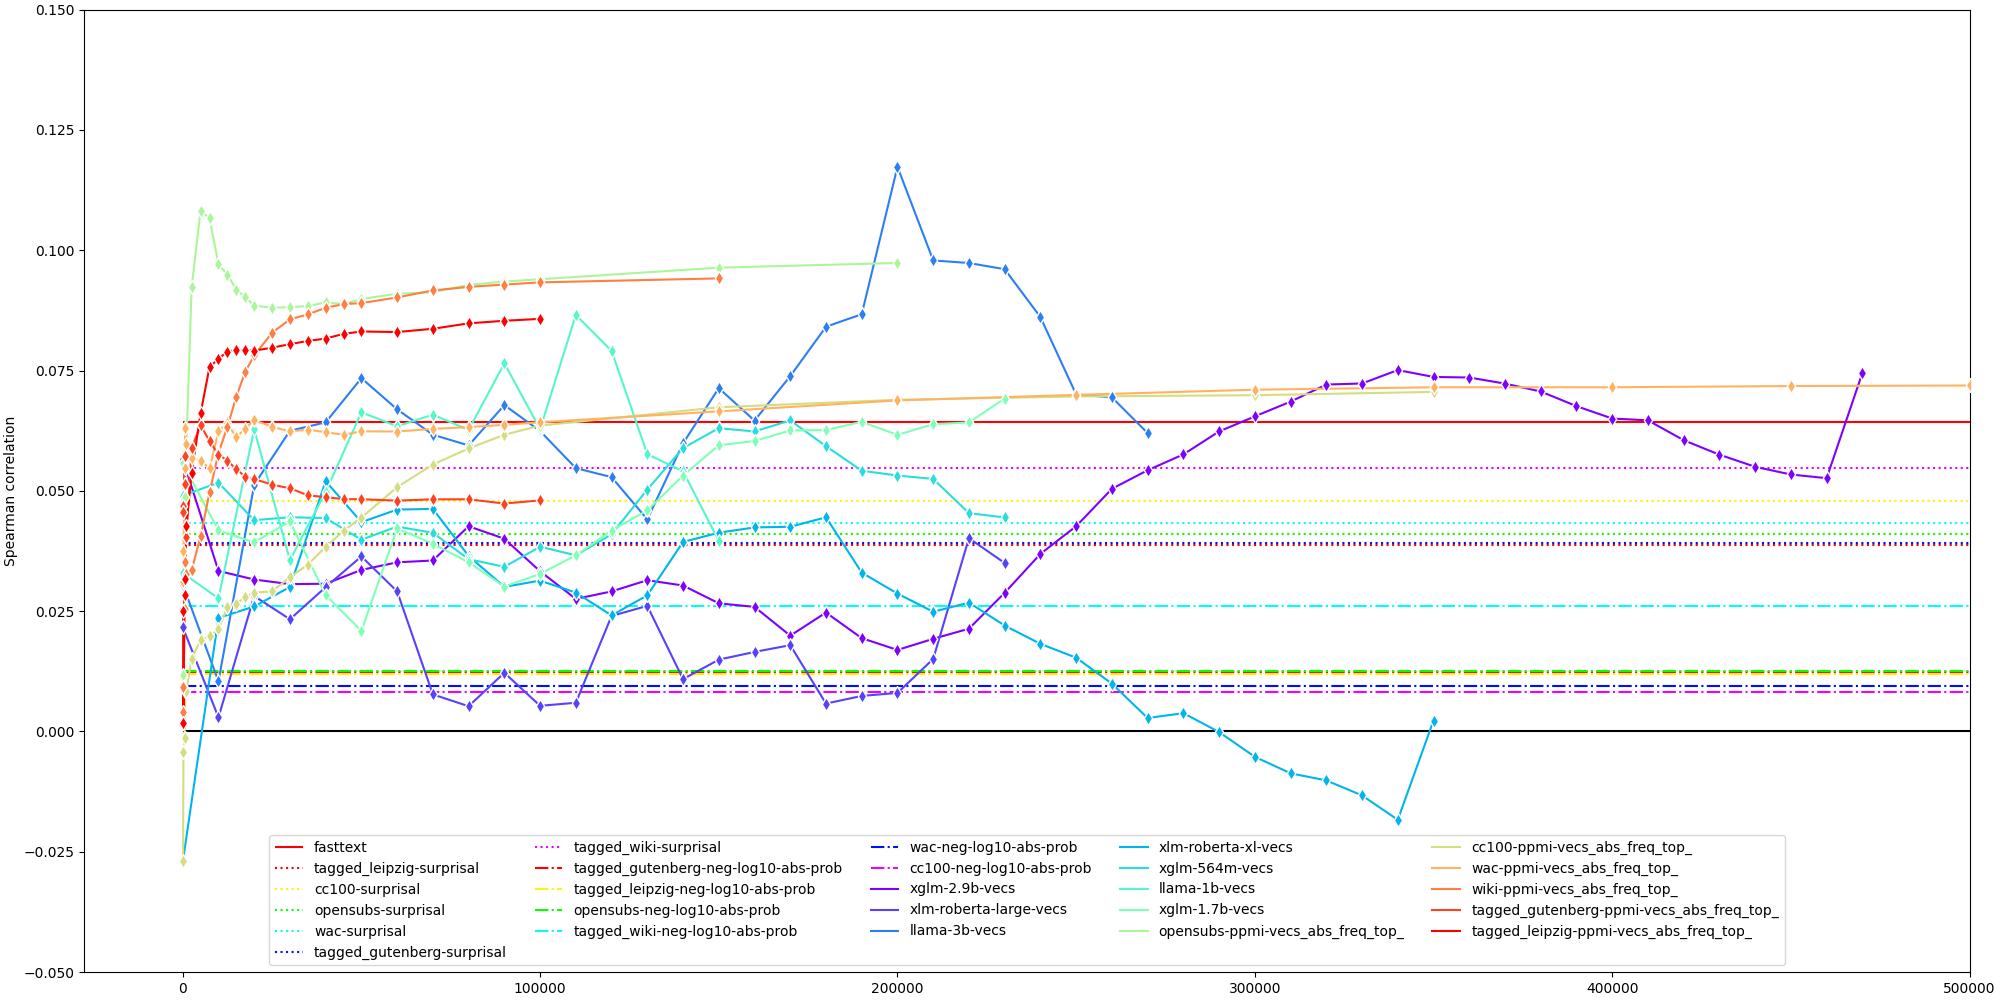 0.150
0.125
0.100
0.075
0.050
0.025
0.000
−0.025
−0.050
Spearman correlation
fasttext
tagged_leipzig-surprisal
cc100-surprisal
opensubs-surprisal
wac-surprisal
tagged_gutenberg-surprisal
tagged_wiki-surprisal
tagged_gutenberg-neg-log10-abs-prob
tagged_leipzig-neg-log10-abs-prob
opensubs-neg-log10-abs-prob
tagged_wiki-neg-log10-abs-prob
wac-neg-log10-abs-prob
cc100-neg-log10-abs-prob
xglm-2.9b-vecs
xlm-roberta-large-vecs
llama-3b-vecs
xlm-roberta-xl-vecs
xglm-564m-vecs
llama-1b-vecs
xglm-1.7b-vecs
opensubs-ppmi-vecs_abs_freq_top_
cc100-ppmi-vecs_abs_freq_top_
wac-ppmi-vecs_abs_freq_top_
wiki-ppmi-vecs_abs_freq_top_
tagged_gutenberg-ppmi-vecs_abs_freq_top_
tagged_leipzig-ppmi-vecs_abs_freq_top_
0 100000 200000 300000 400000 500000